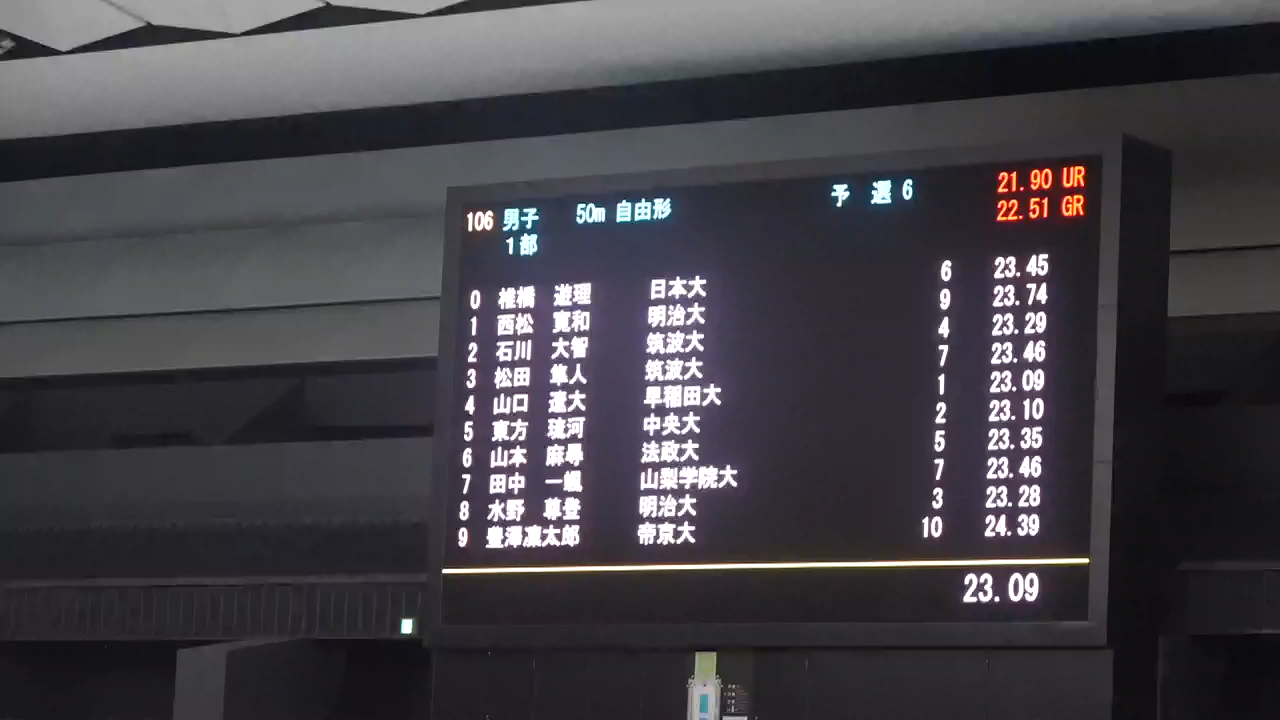 106 男子 50m 自由形 予 選 6 21.90 UR
1部 22.51 GR
0 椎橋 遊理 日本大 6 23.45
1 西松 寛和 明治大 9 23.74
2 石川 大智 筑波大 4 23.29
3 松田 隼人 筑波大 7 23.46
4 山口 遼大 早稲田大 1 23.09
5 東方 琉河 中央大 2 23.10
6 山本 麻尋 法政大 5 23.35
7 田中 一颯 山梨学院大 7 23.46
8 水野 尊登 明治大 3 23.28
9 豊澤凛太郎 帝京大 10 24.39
23.09